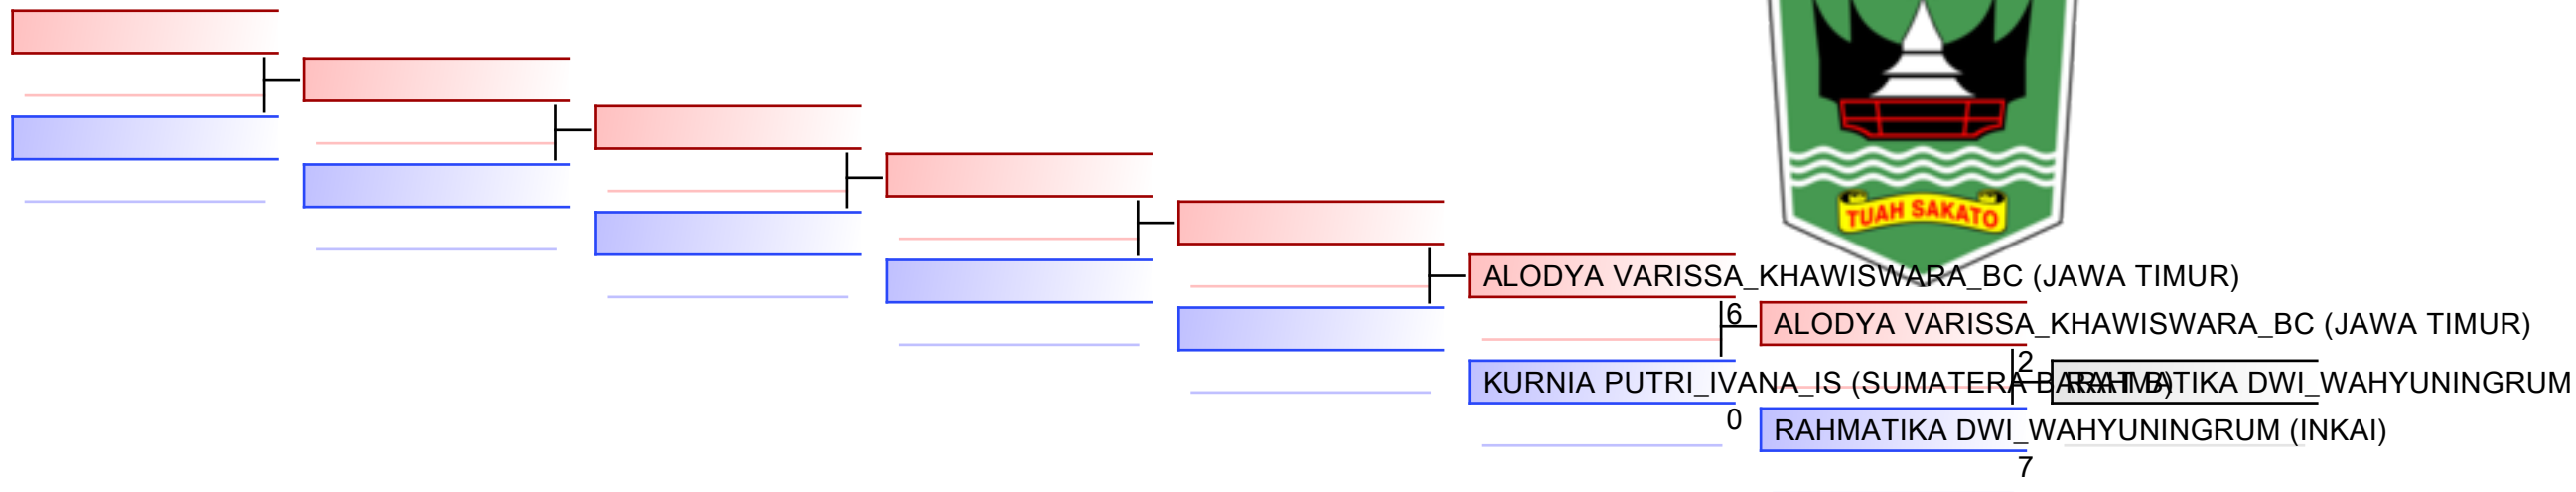 TUAH SAKATO
ALODYA VARISSA_KHAWISWARA_BC (JAWA TIMUR)
6
ALODYA VARISSA_KHAWISWARA_BC (JAWA TIMUR)
2
KURNIA PUTRI_IVANA_IS (SUMATERA BARAT B)
RAHMATIKA DWI_WAHYUNINGRUM
0
RAHMATIKA DWI_WAHYUNINGRUM (INKAI)
7